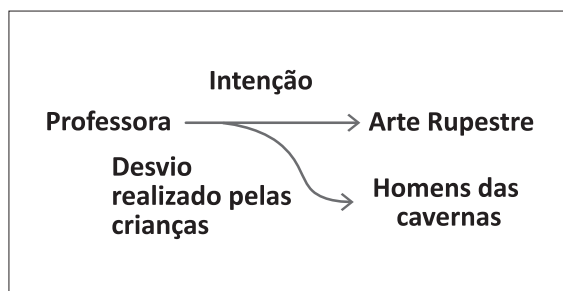 Intenção
Professora
Arte Rupestre
Desvio
realizado pelas
crianças
Homens das
cavernas